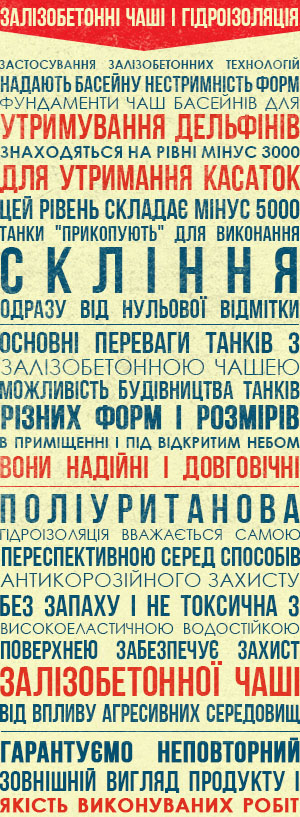 ЗАЛІЗОБЕТОННІ ЧАШІ І ГІДРОІЗОЛЯЦІЯ
ЗАСТОСУВАННЯ ЗАЛІЗОБЕТОННИХ ТЕХНОЛОГІЙ
НАДАЮТЬ БАСЕЙНУ НЕСТРИМНІСТЬ ФОРМ
ФУНДАМЕНТИ ЧАШ БАСЕЙНІВ ДЛЯ
УТРИМУВАННЯ ДЕЛЬФІНІВ
ЗНАХОДЯТЬСЯ НА РІВНІ МІНУС 3000
ДЛЯ УТРИМАННЯ КАСАТОК
ЦЕЙ РІВЕНЬ СКЛАДАЄ МІНУС 5000
ТАНКИ "ПРИКОПУЮТЬ" ДЛЯ ВИКОНАННЯ
СКЛІННЯ
ОДРАЗУ ВІД НУЛЬОВОЇ ВІДМІТКИ
ОСНОВНІ ПЕРЕВАГИ ТАНКІВ З
ЗАЛІЗОБЕТОННОЮ ЧАШЕЮ
МОЖЛИВІСТЬ БУДІВНИЦТВА ТАНКІВ
РІЗНИХ ФОРМ І РОЗМІРІВ
В ПРИМІЩЕННІ І ПІД ВІДКРИТИМ НЕБОМ
ВОНИ НАДІЙНІ І ДОВГОВІЧНІ
ПОЛІУРИТАНОВА
ГІДРОІЗОЛЯЦІЯ ВВАЖАЄТЬСЯ САМОЮ
ПЕРСПЕКТИВНОЮ СЕРЕД СПОСОБІВ
АНТИКОРОЗІЙНОГО ЗАХИСТУ
БЕЗ ЗАПАХУ І НЕ ТОКСИЧНА З
ВИСОКОЕЛАСТИЧНОЮ ВОДОСТІЙКОЮ
ПОВЕРХНЕЮ ЗАБЕЗПЕЧУЄ ЗАХИСТ
ЗАЛІЗОБЕТОННОЇ ЧАШІ
ВІД ВПЛИВУ АГРЕСИВНИХ СЕРЕДОВИЩ
ГАРАНТУЄМО НЕПОВТОРНИЙ
ЗОВНІШНІЙ ВИГЛЯД ПРОДУКТУ І
ЯКІСТЬ ВИКОНУВАНИХ РОБІТ